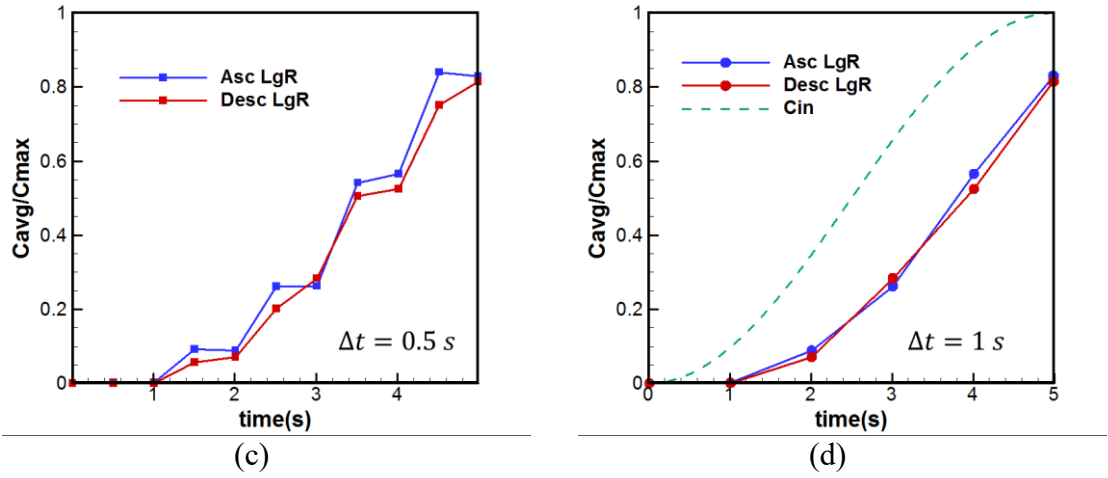 Cavg/Cmax
1
0.8
0.6
0.4
0.2
0
Asc LgR
Desc LgR
Δt = 0.5 s
1 2 3 4
time(s)
(c)
Cavg/Cmax
1
0.8
0.6
0.4
0.2
0
Asc LgR
Desc LgR
Cin
Δt = 1 s
0 1 2 3 4 5
time(s)
(d)